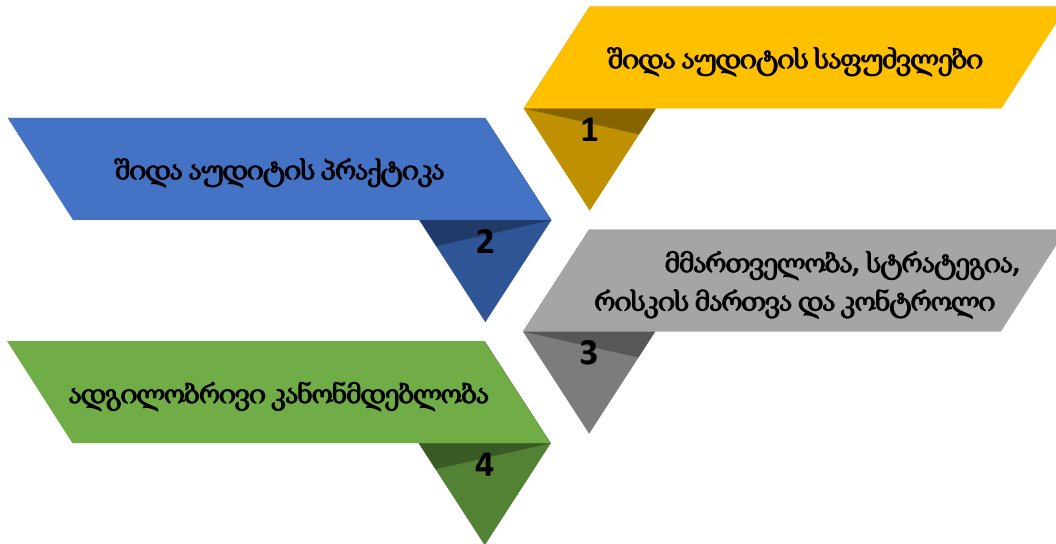 შიდა აუდიტის საფუძვლები
1
შიდა აუდიტის პრაქტიკა
2
მმართველობა, სტრატეგია,
რისკის მართვა და კონტროლი
3
ადგილობრივი კანონმდებლობა
4